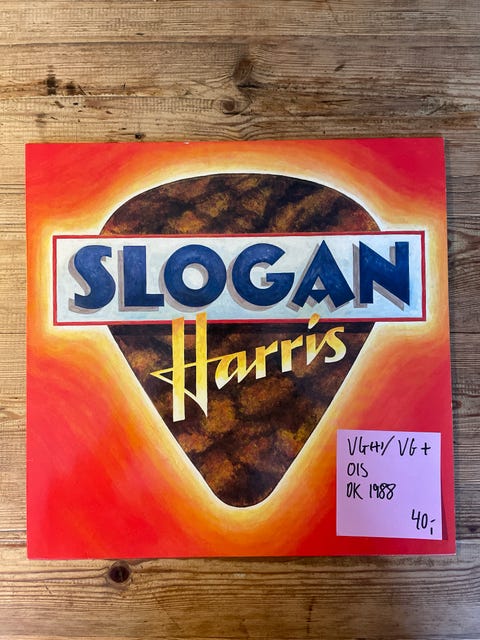 SLOGAN
Harris
VG(+)/VG+
OIS
DK 1988
40,-